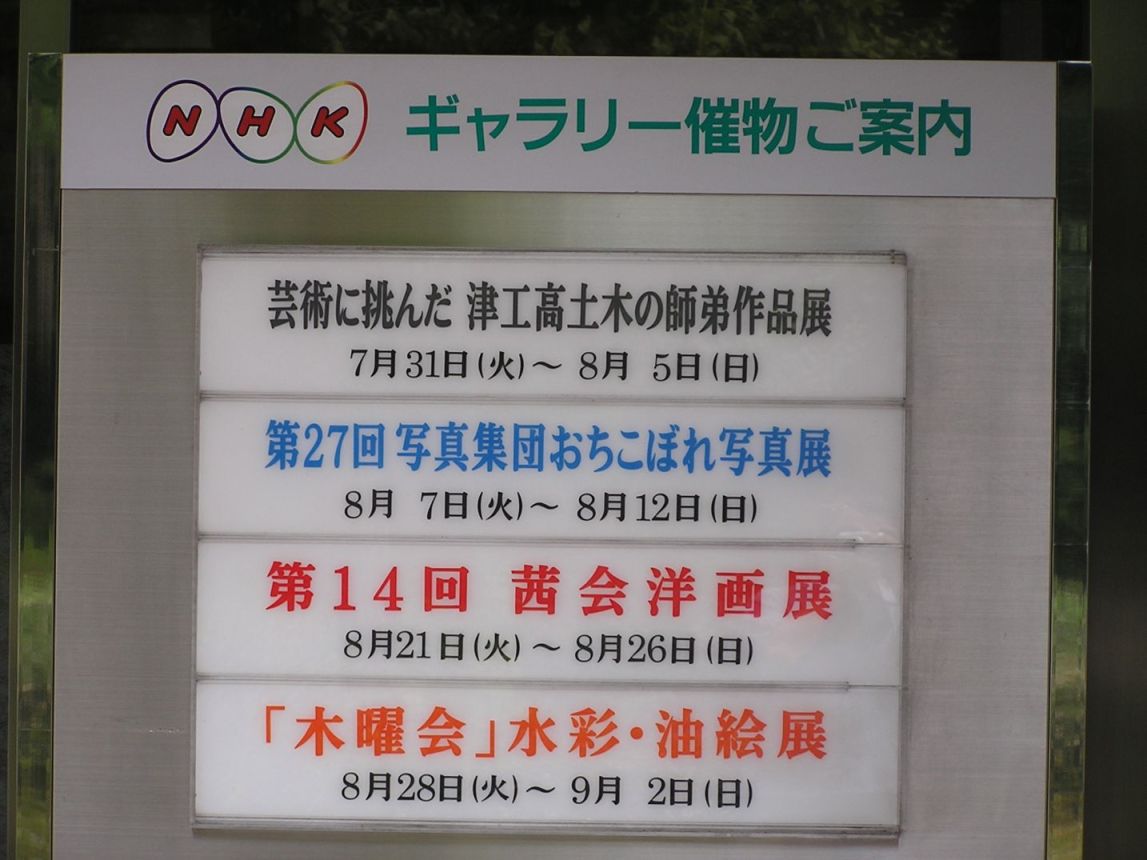 NHK ギャラリー催物ご案内
芸術に挑んだ 津工高土木の師弟作品展
7月31日(火)～ 8月 5日(日)
第27回 写真集団おちこぼれ写真展
8月 7日(火)～ 8月12日(日)
第14回 茜会洋画展
8月21日(火)～ 8月26日(日)
「木曜会」水彩・油絵展
8月28日(火)～ 9月 2日(日)